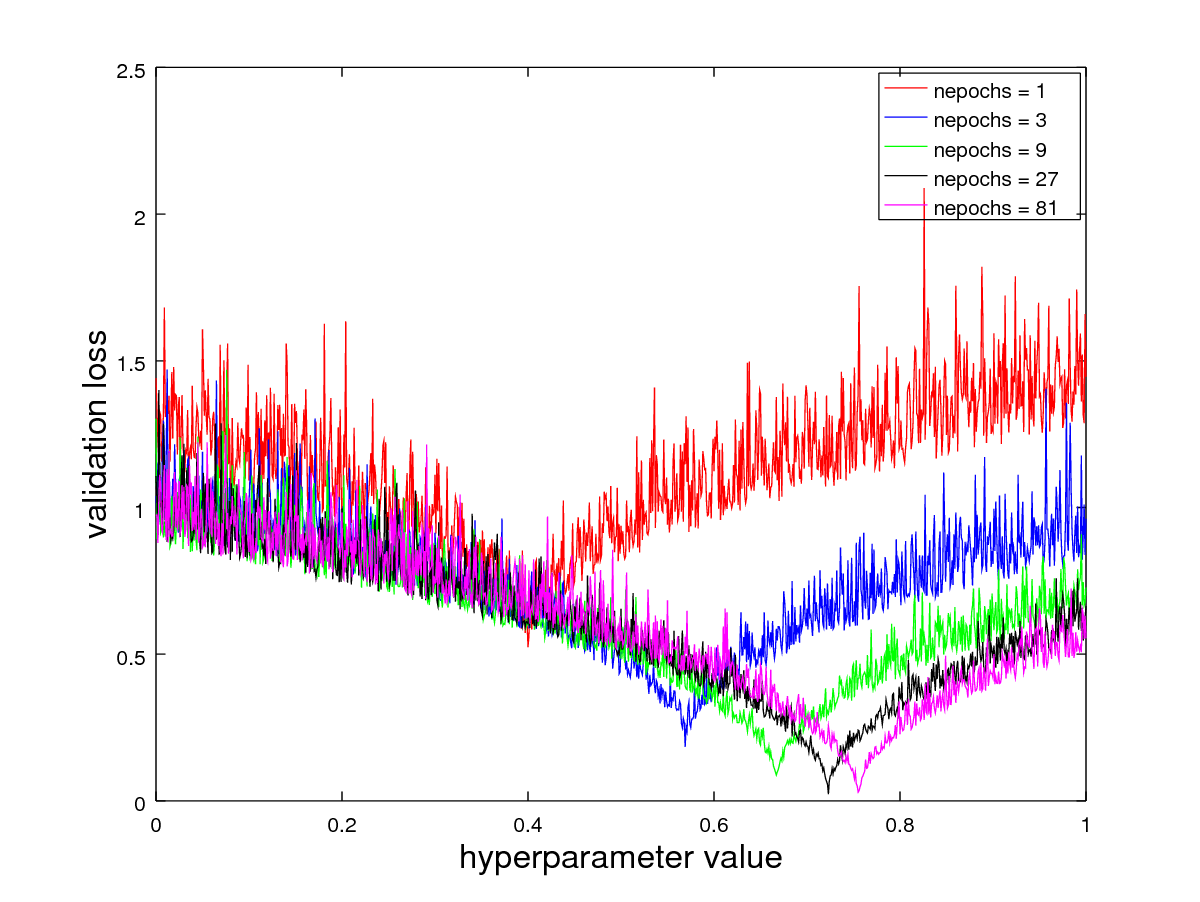 2.5
2
1.5
1
0.5
0
validation loss
nepochs = 1
nepochs = 3
nepochs = 9
nepochs = 27
nepochs = 81
0 0.2 0.4 0.6 0.8 1
hyperparameter value